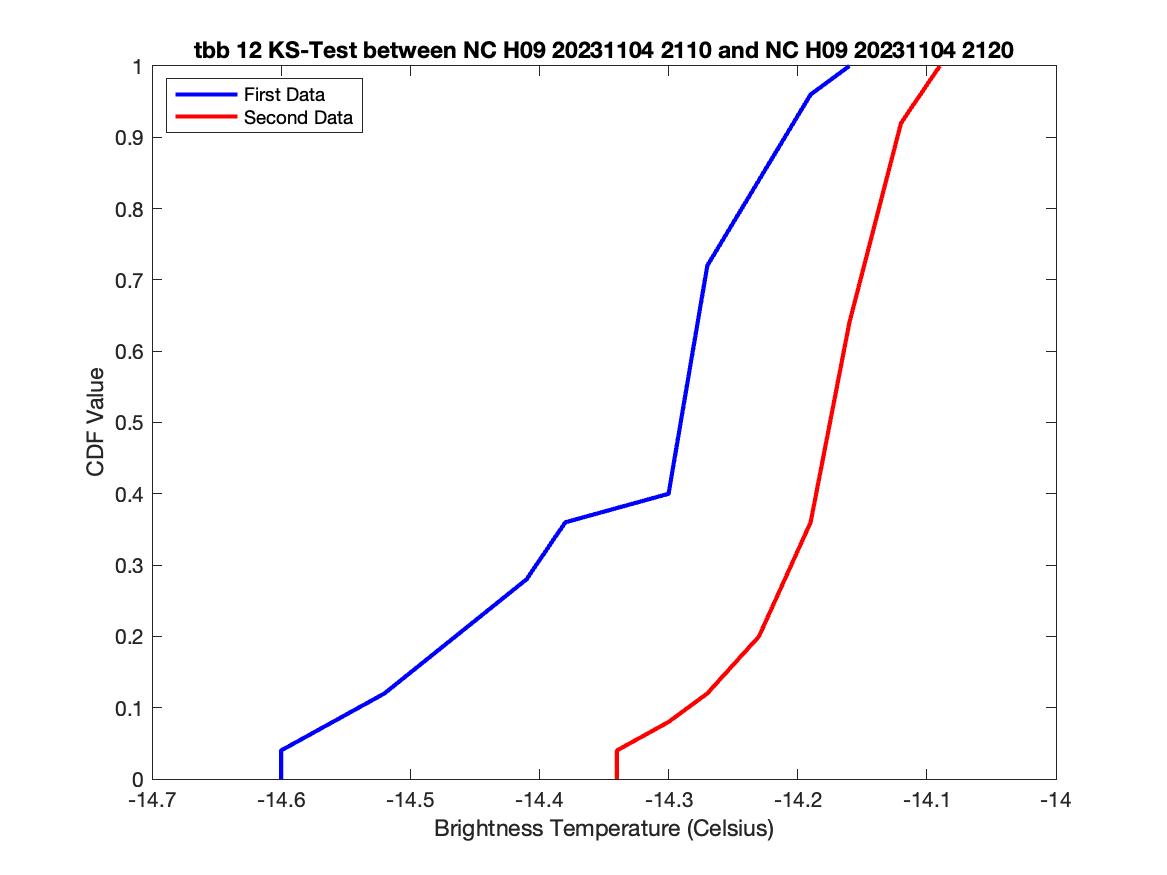 tbb 12 KS-Test between NC H09 20231104 2110 and NC H09 20231104 2120
First Data
Second Data
1
0.9
0.8
0.7
0.6
0.5
0.4
0.3
0.2
0.1
0
CDF Value
-14.7 -14.6 -14.5 -14.4 -14.3 -14.2 -14.1 -14
Brightness Temperature (Celsius)